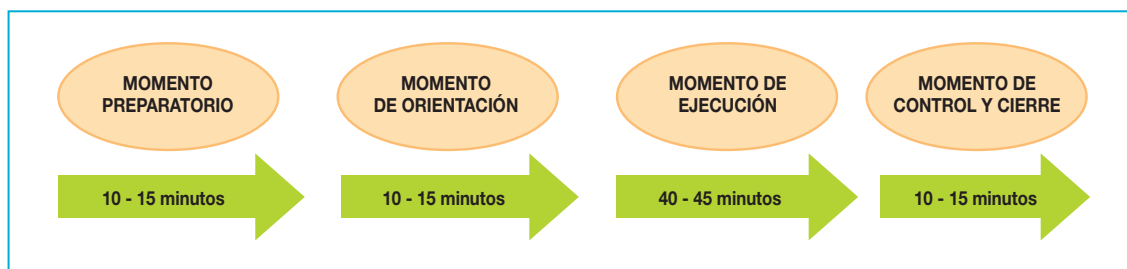 MOMENTO
PREPARATORIO
MOMENTO
DE ORIENTACIÓN
MOMENTO DE
EJECUCIÓN
MOMENTO DE
CONTROL Y CIERRE
10 - 15 minutos
10 - 15 minutos
40 - 45 minutos
10 - 15 minutos